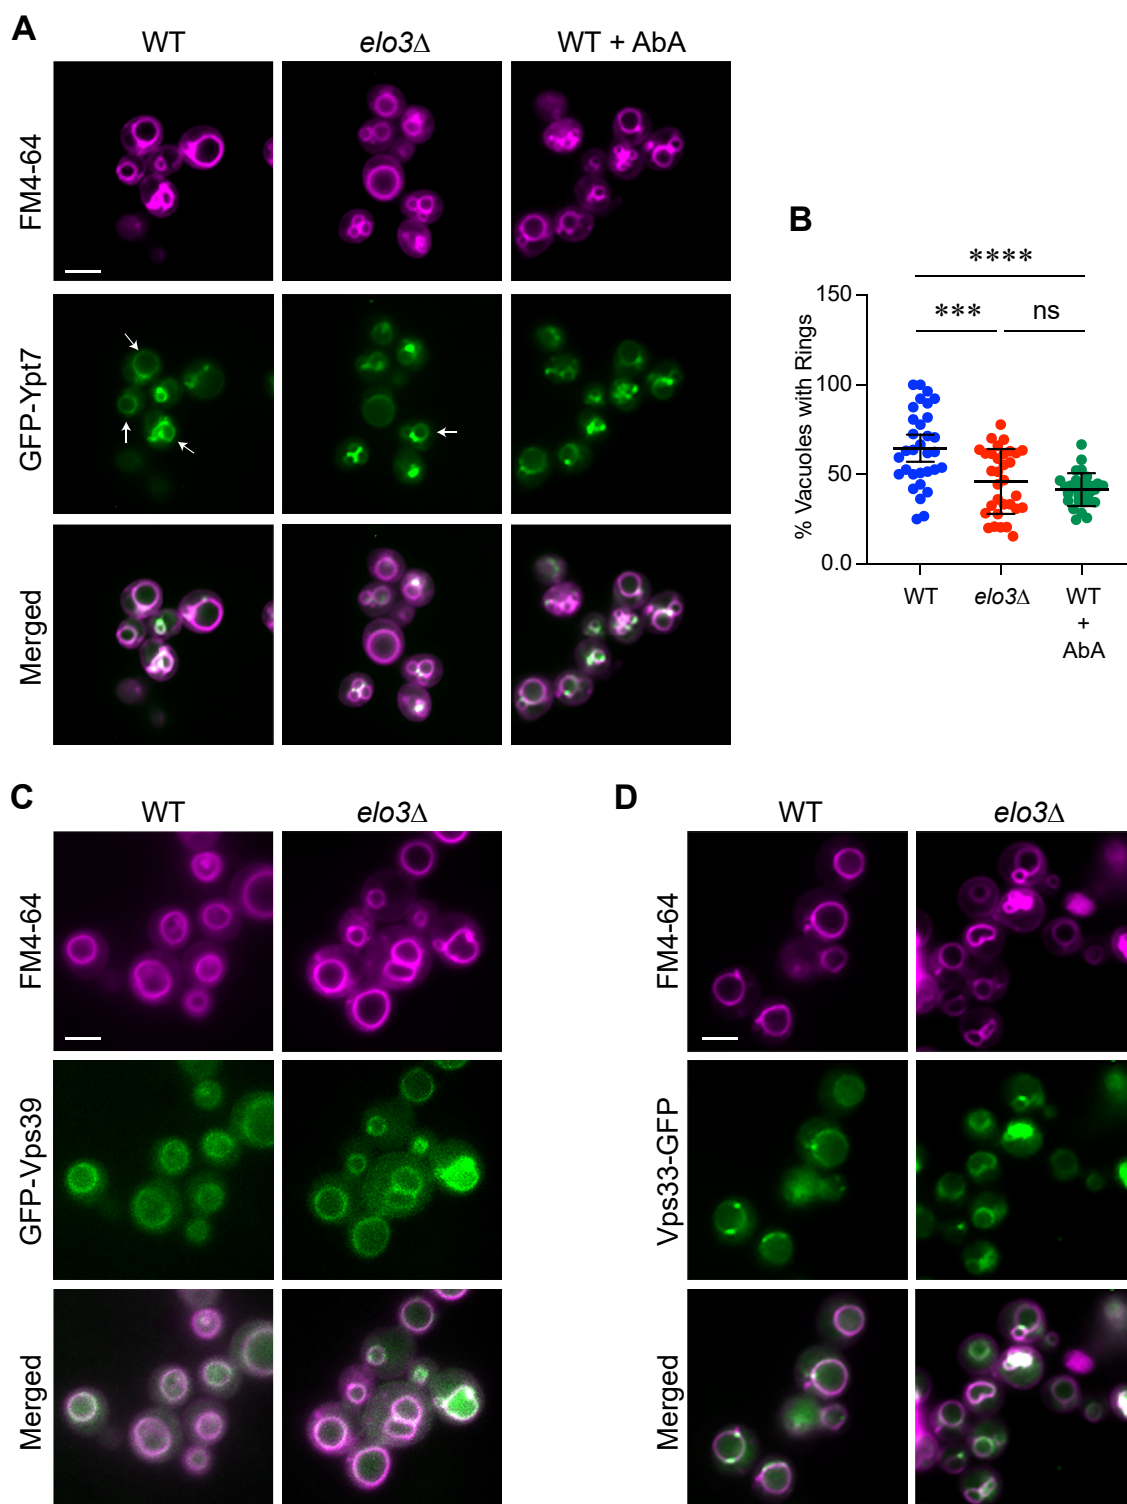 A
WT
elo3Δ
WT + AbA
FM4-64
GFP-Ypt7
Merged
B
****
***
ns
% Vacuoles with Rings
150
100
50
0.0
WT
elo3Δ
WT
+
AbA
C
WT
elo3Δ
FM4-64
GFP-Vps39
Merged
D
WT
elo3Δ
FM4-64
Vps33-GFP
Merged